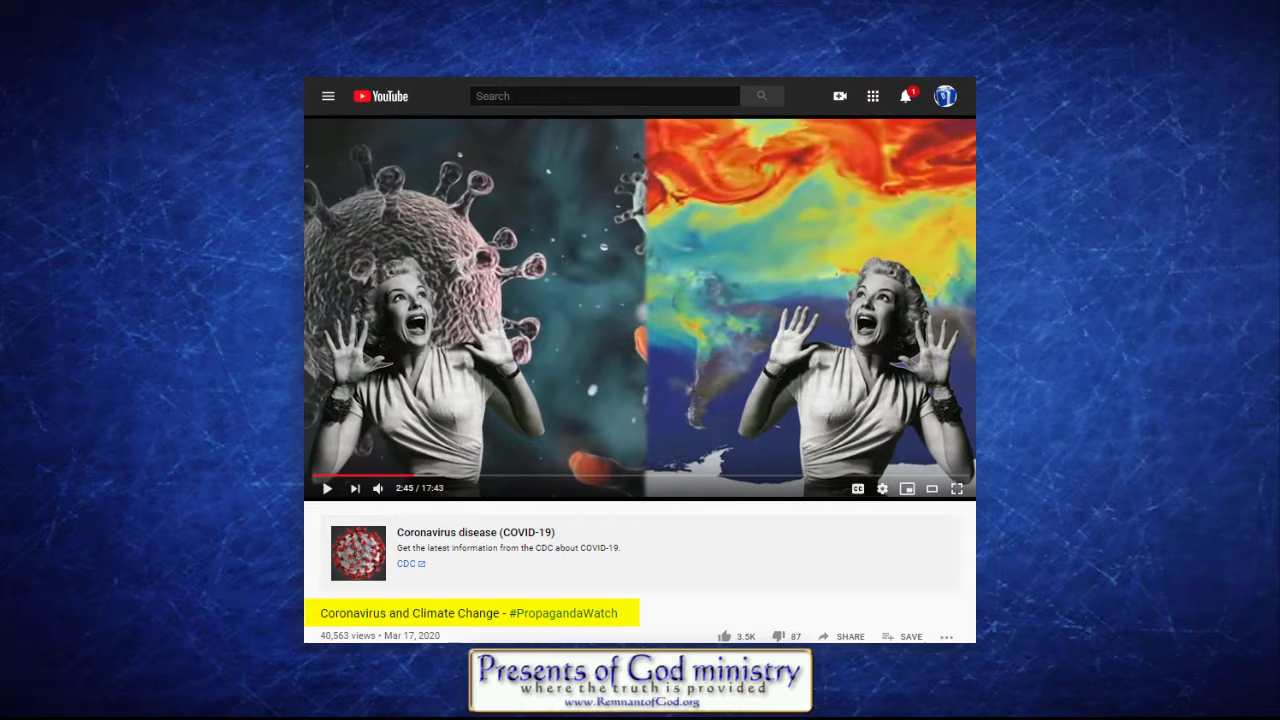 YouTube
Search
1
2:45 / 17:43
CC
Coronavirus disease (COVID-19)
Get the latest information from the CDC about COVID-19.
CDC
Coronavirus and Climate Change - #PropagandaWatch
40,563 views • Mar 17, 2020
3.5K 87 SHARE SAVE
Presents of God ministry
where the truth is provided
www.RemnantofGod.org